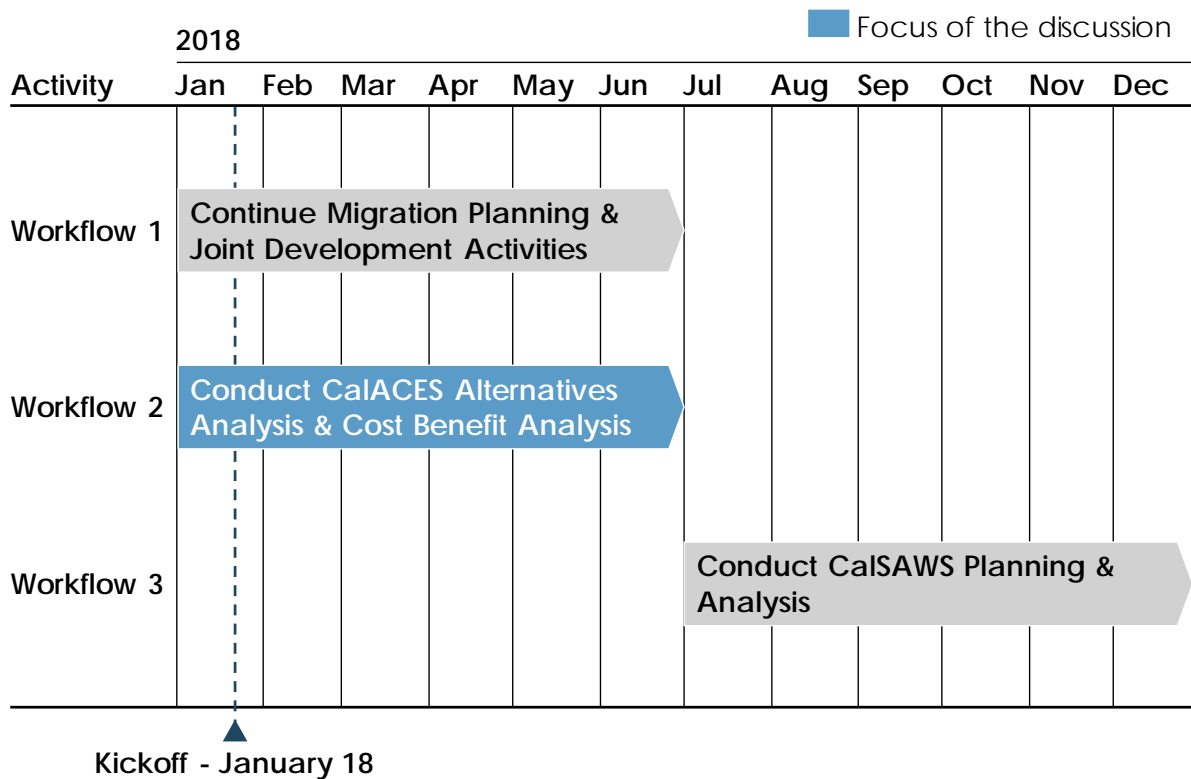 Focus of the discussion
2018
Activity Jan Feb Mar Apr May Jun Jul Aug Sep Oct Nov Dec
Workflow 1
Continue Migration Planning &
Joint Development Activities
Workflow 2
Conduct CalACES Alternatives
Analysis & Cost Benefit Analysis
Workflow 3
Conduct CalSAWS Planning &
Analysis
Kickoff - January 18